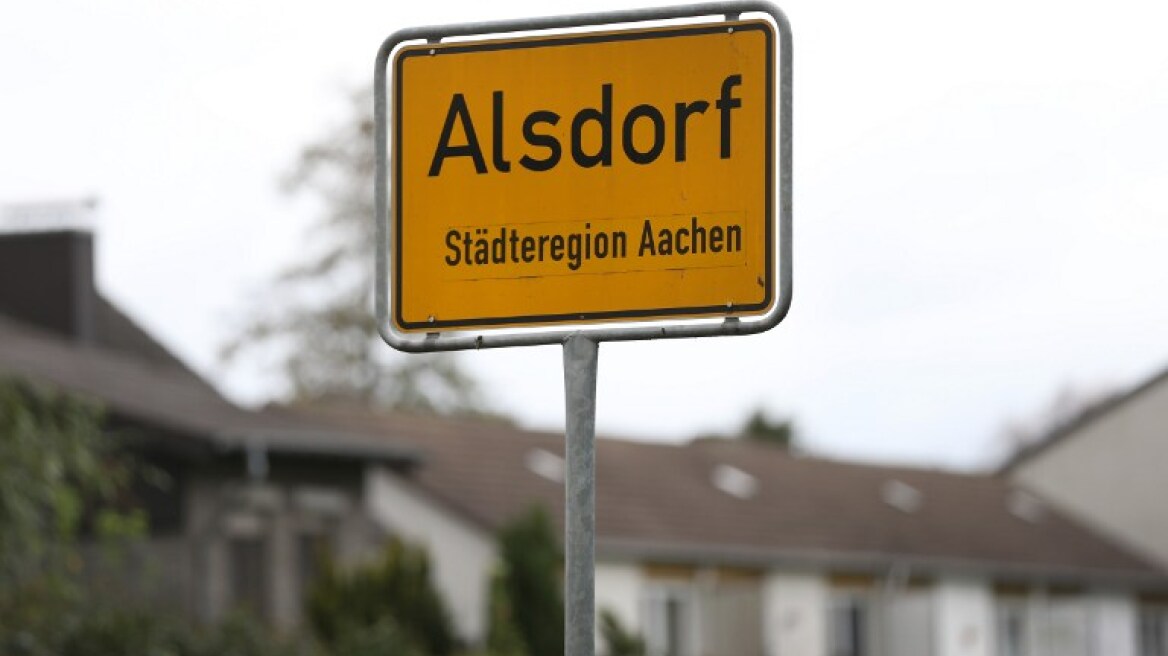 Alsdorf
Städteregion Aachen